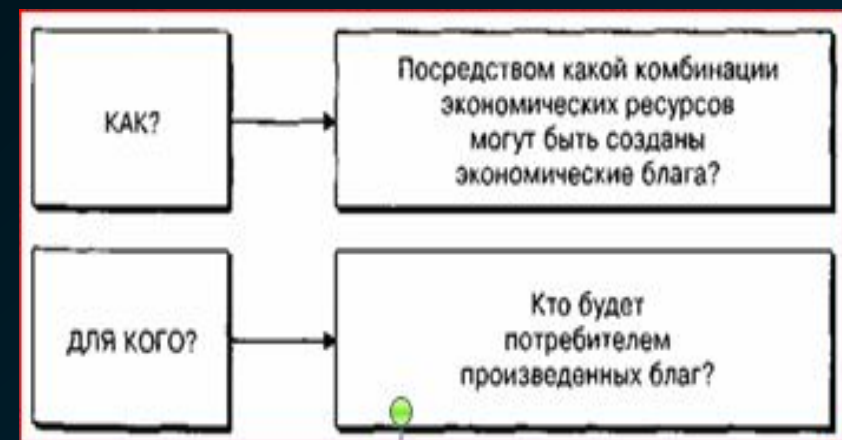 КАК?
Посредством какой комбинации
экономических ресурсов
могут быть созданы
экономические блага?
ДЛЯ КОГО?
Кто будет
потребителем
произведенных благ?